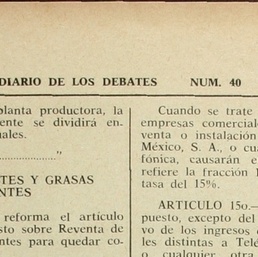 DIARIO DE LOS DEBATES NUM. 40
planta productora, la
ente se dividirá en-
uales.
....................."
TES Y GRASAS
NTES
reforma el artículo
sto sobre Reventa de
ntes para quedar co-
Cuando se trate
empresas comercial
venta o instalación
México, S. A., o cu
fónica, causarán e
refiere la fracción I
tasa del 15%.
ARTICULO 15o.—
puesto, excepto del
vo de los ingresos
les distintas a Telé
o cualquier otra